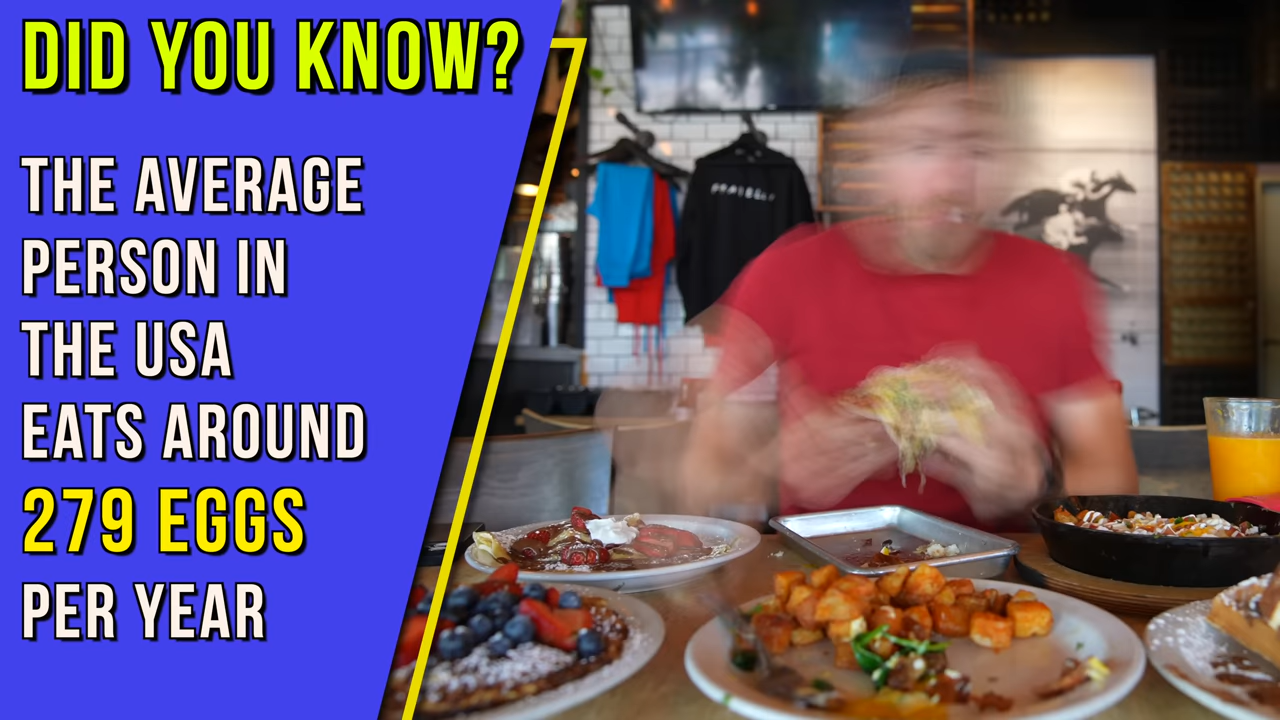 DID YOU KNOW?
THE AVERAGE
PERSON IN
THE USA
EATS AROUND
279 EGGS
PER YEAR